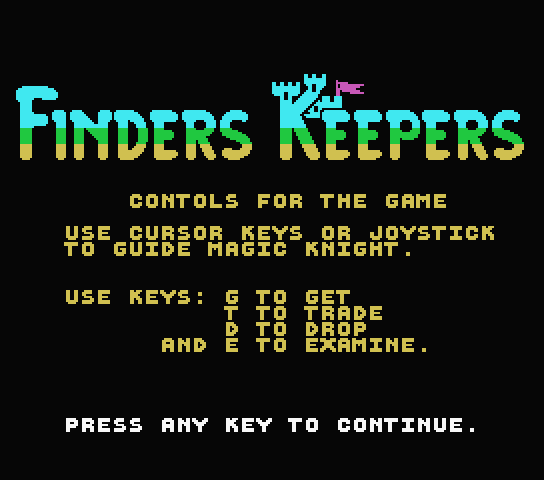 FINDERS KEEPERS
CONTOLS FOR THE GAME
USE CURSOR KEYS OR JOYSTICK
TO GUIDE MAGIC KNIGHT.
USE KEYS: G TO GET
T TO TRADE
D TO DROP
AND E TO EXAMINE.
PRESS ANY KEY TO CONTINUE.